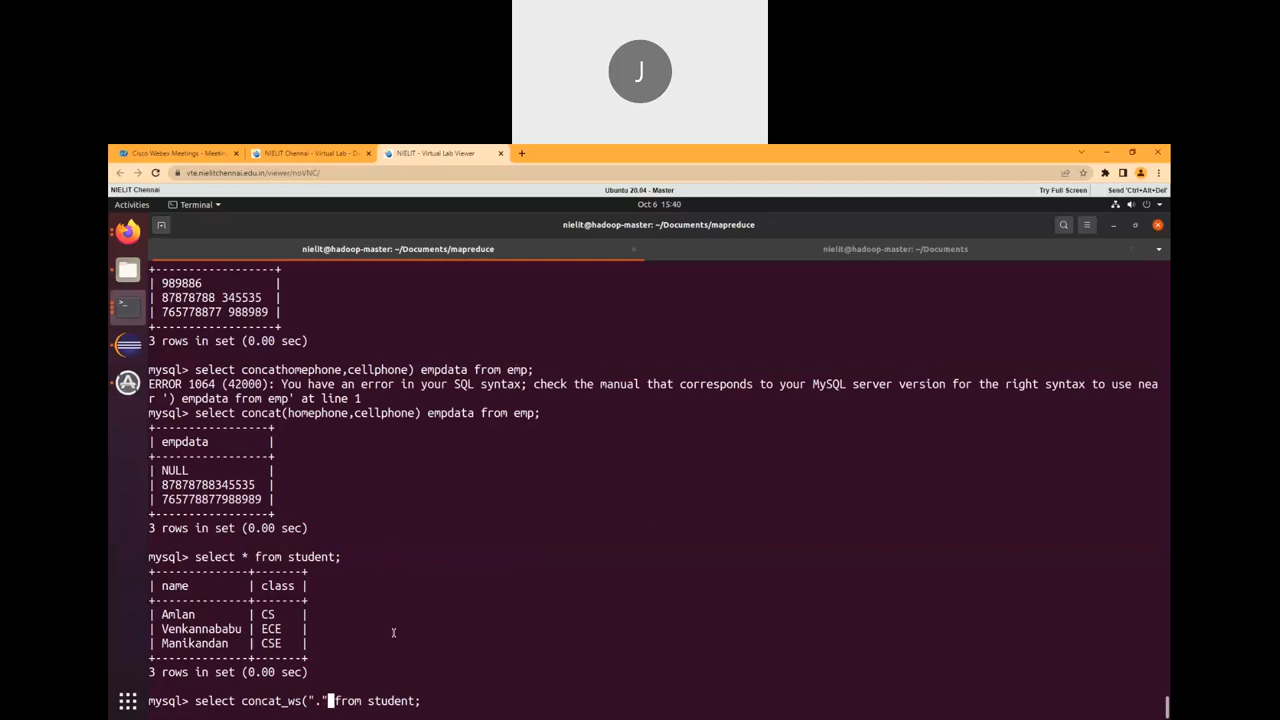 J
Cisco Webex Meetings - Meetin
NIELIT Chennai - Virtual Lab - D
NIELIT - Virtual Lab Viewer
vte.nielitchennai.edu.in/viewer/noVNC/
NIELIT Chennai
Ubuntu 20.04 - Master
Try Full Screen
Send 'Ctrl+Alt+Del'
Activities
Terminal
Oct 6 15:40
nielit@hadoop-master: ~/Documents/mapreduce
nielit@hadoop-master: ~/Documents/mapreduce
nielit@hadoop-master: ~/Documents
+-----------------+
| 989886          |
| 87878788 345535 |
| 765778877 988989 |
+-----------------+
3 rows in set (0.00 sec)
mysql> select concathomephone,cellphone) empdata from emp;
ERROR 1064 (42000): You have an error in your SQL syntax; check the manual that corresponds to your MySQL server version for the right syntax to use nea
r ') empdata from emp' at line 1
mysql> select concat(homephone,cellphone) empdata from emp;
+-----------------+
| empdata         |
+-----------------+
| NULL            |
| 87878788345535  |
| 765778877988989 |
+-----------------+
3 rows in set (0.00 sec)
mysql> select * from student;
+--------------+-------+
| name         | class |
+--------------+-------+
| Amlan        | CS    |
| Venkannababu | ECE   |
| Manikandan   | CSE   |
+--------------+-------+
3 rows in set (0.00 sec)
mysql> select concat_ws("." from student;